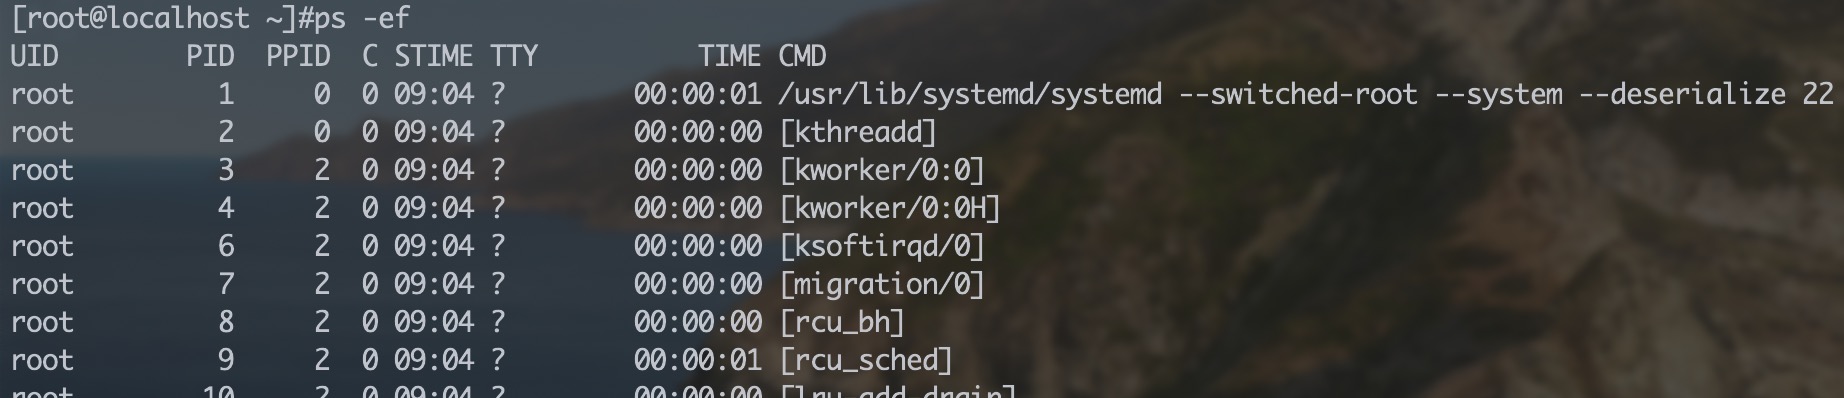 [root@localhost ~]#ps -ef
UID        PID  PPID  C STIME TTY          TIME CMD
root         1     0  0 09:04 ?        00:00:01 /usr/lib/systemd/systemd --switched-root --system --deserialize 22
root         2     0  0 09:04 ?        00:00:00 [kthreadd]
root         3     2  0 09:04 ?        00:00:00 [kworker/0:0]
root         4     2  0 09:04 ?        00:00:00 [kworker/0:0H]
root         6     2  0 09:04 ?        00:00:00 [ksoftirqd/0]
root         7     2  0 09:04 ?        00:00:00 [migration/0]
root         8     2  0 09:04 ?        00:00:00 [rcu_bh]
root         9     2  0 09:04 ?        00:00:01 [rcu_sched]
root        10     2  0 09:04 ?        00:00:00 [lru_add_drain]